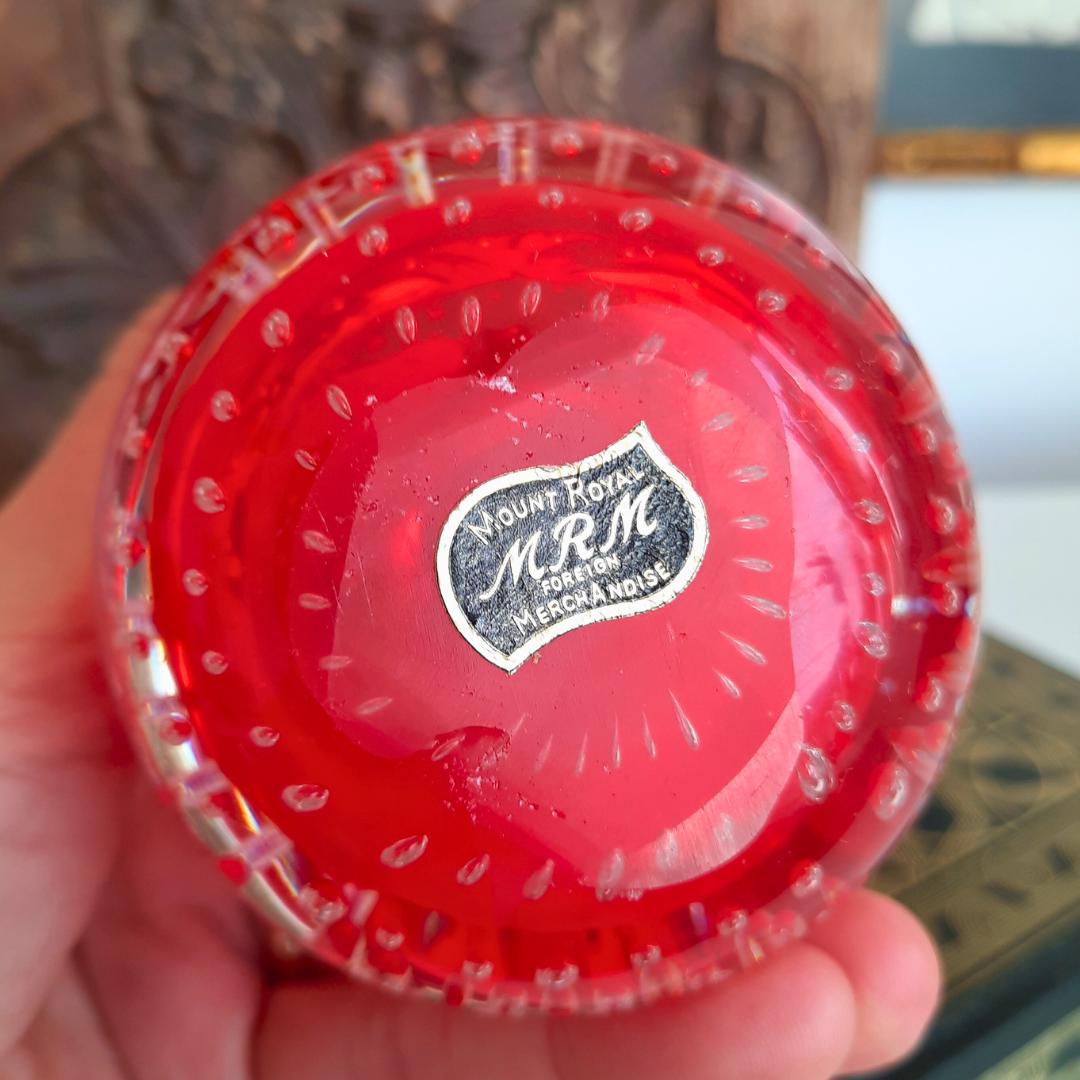 MOUNT ROYAL
MRM
FOREIGN
MERCHANDISE